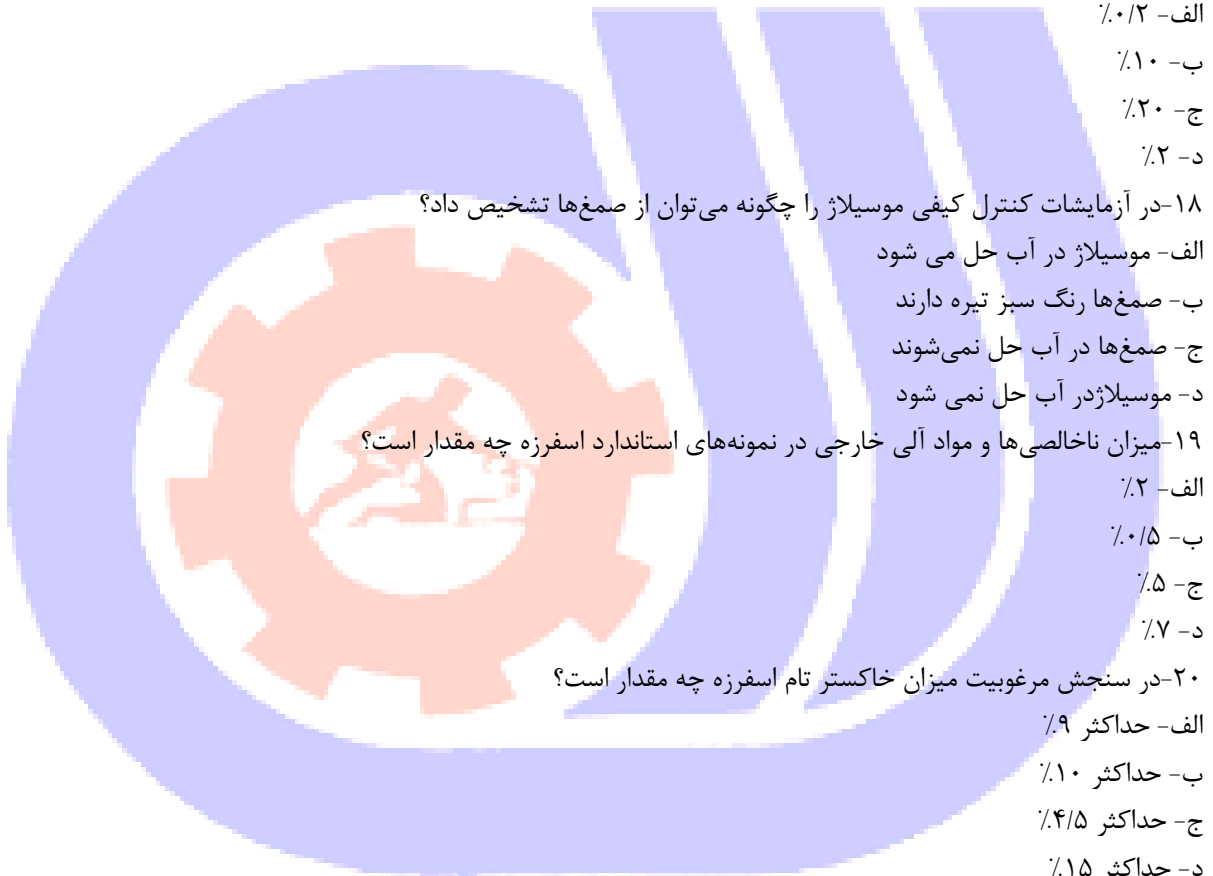 الف- ۰/۲٪
ب- ۱۰٪
ج- ۲۰٪
د- ۲٪
۱۸-در آزمایشات کنترل کیفی موسیلاژ را چگونه می‌توان از صمغ‌ها تشخیص داد؟
الف- موسیلاژ در آب حل می شود
ب- صمغ‌ها رنگ سبز تیره دارند
ج- صمغ‌ها در آب حل نمی‌شوند
د- موسیلاژدر آب حل نمی شود
۱۹-میزان ناخالصی‌ها و مواد آلی خارجی در نمونه‌های استاندارد اسفرزه چه مقدار است؟
الف- ۲٪
ب- ۰/۵٪
ج- ۵٪
د- ۷٪
۲۰-در سنجش مرغوبیت میزان خاکستر تام اسفرزه چه مقدار است؟
الف- حداکثر ۹٪
ب- حداکثر ۱۰٪
ج- حداکثر ۴/۵٪
د- حداکثر ۱۵٪